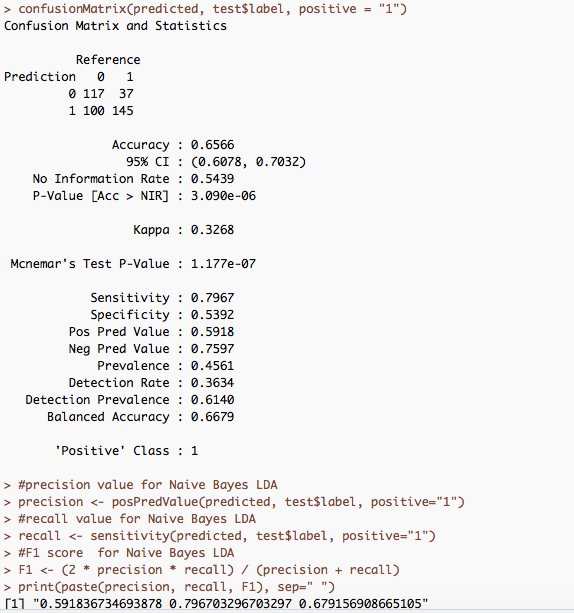 > confusionMatrix(predicted, test$label, positive = "1")
Confusion Matrix and Statistics
Reference
Prediction 0 1
0 117 37
1 100 145
Accuracy : 0.6566
95% CI : (0.6078, 0.7032)
No Information Rate : 0.5439
P-Value [Acc > NIR] : 3.090e-06
Kappa : 0.3268
Mcnemar's Test P-Value : 1.177e-07
Sensitivity : 0.7967
Specificity : 0.5392
Pos Pred Value : 0.5918
Neg Pred Value : 0.7597
Prevalence : 0.4561
Detection Rate : 0.3634
Detection Prevalence : 0.6140
Balanced Accuracy : 0.6679
'Positive' Class : 1
> #precision value for Naive Bayes LDA
> precision <- posPredValue(predicted, test$label, positive="1")
> #recall value for Naive Bayes LDA
> recall <- sensitivity(predicted, test$label, positive="1")
> #F1 score  for Naive Bayes LDA
> F1 <- (2 * precision * recall) / (precision + recall)
> print(paste(precision, recall, F1), sep=" ")
[1] "0.591836734693878 0.796703296703297 0.679156908665105"